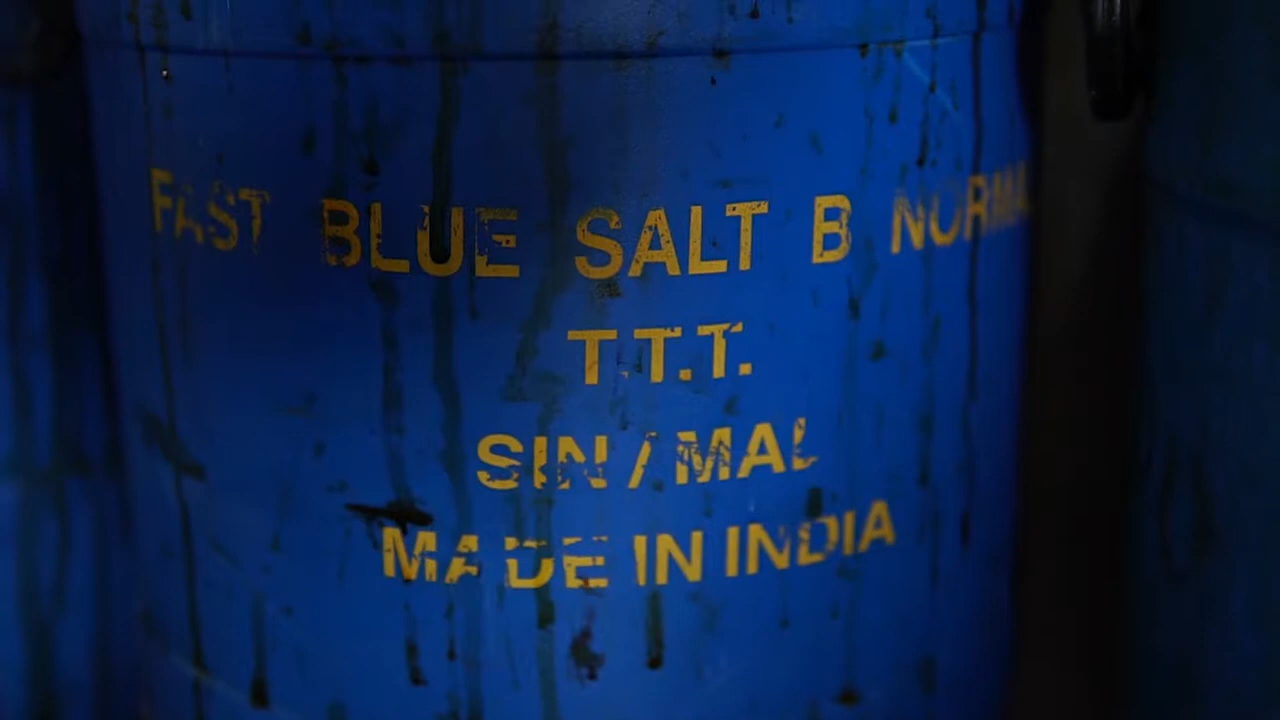 FAST BLUE SALT B NORMA
T.T.T.
SIN / MAL
MADE IN INDIA